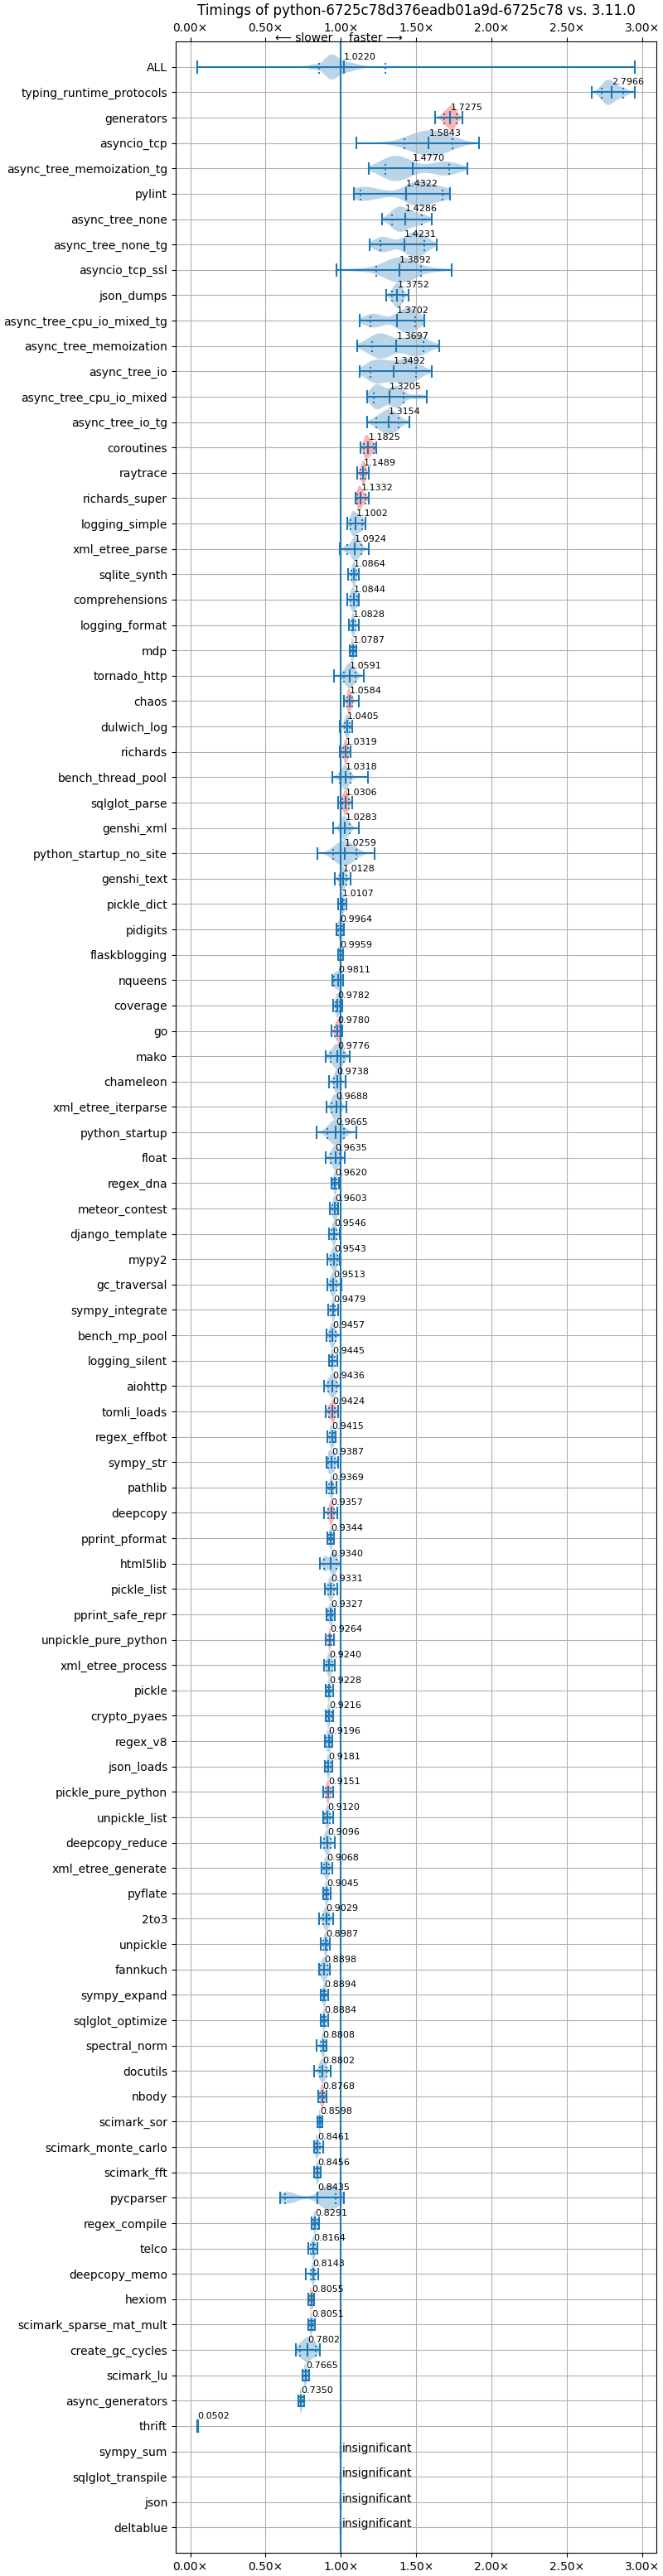 Timings of python-6725c78d376eadb01a9d-6725c78 vs. 3.11.0
0.00× 0.50× 1.00× 1.50× 2.00× 2.50× 3.00×
⟵ slower faster ⟶
ALL 1.0220
typing_runtime_protocols 2.7966
generators 1.7275
asyncio_tcp 1.5843
async_tree_memoization_tg 1.4770
pylint 1.4322
async_tree_none 1.4286
async_tree_none_tg 1.4231
asyncio_tcp_ssl 1.3892
json_dumps 1.3752
async_tree_cpu_io_mixed_tg 1.3702
async_tree_memoization 1.3697
async_tree_io 1.3492
async_tree_cpu_io_mixed 1.3205
async_tree_io_tg 1.3154
coroutines 1.1825
raytrace 1.1489
richards_super 1.1332
logging_simple 1.1002
xml_etree_parse 1.0924
sqlite_synth 1.0864
comprehensions 1.0844
logging_format 1.0828
mdp 1.0787
tornado_http 1.0591
chaos 1.0584
dulwich_log 1.0405
richards 1.0319
bench_thread_pool 1.0318
sqlglot_parse 1.0306
genshi_xml 1.0283
python_startup_no_site 1.0259
genshi_text 1.0128
pickle_dict 1.0107
pidigits 0.9964
flaskblogging 0.9959
nqueens 0.9811
coverage 0.9782
go 0.9780
mako 0.9776
chameleon 0.9738
xml_etree_iterparse 0.9688
python_startup 0.9665
float 0.9635
regex_dna 0.9620
meteor_contest 0.9603
django_template 0.9546
mypy2 0.9543
gc_traversal 0.9513
sympy_integrate 0.9479
bench_mp_pool 0.9457
logging_silent 0.9445
aiohttp 0.9436
tomli_loads 0.9424
regex_effbot 0.9415
sympy_str 0.9387
pathlib 0.9369
deepcopy 0.9357
pprint_pformat 0.9344
html5lib 0.9340
pickle_list 0.9331
pprint_safe_repr 0.9327
unpickle_pure_python 0.9264
xml_etree_process 0.9240
pickle 0.9228
crypto_pyaes 0.9216
regex_v8 0.9196
json_loads 0.9181
pickle_pure_python 0.9151
unpickle_list 0.9120
deepcopy_reduce 0.9096
xml_etree_generate 0.9068
pyflate 0.9045
2to3 0.9029
unpickle 0.8987
fannkuch 0.8898
sympy_expand 0.8894
sqlglot_optimize 0.8884
spectral_norm 0.8808
docutils 0.8802
nbody 0.8768
scimark_sor 0.8598
scimark_monte_carlo 0.8461
scimark_fft 0.8456
pycparser 0.8435
regex_compile 0.8291
telco 0.8164
deepcopy_memo 0.8143
hexiom 0.8055
scimark_sparse_mat_mult 0.8051
create_gc_cycles 0.7802
scimark_lu 0.7665
async_generators 0.7350
thrift 0.0502
sympy_sum insignificant
sqlglot_transpile insignificant
json insignificant
deltablue insignificant
0.00× 0.50× 1.00× 1.50× 2.00× 2.50× 3.00×